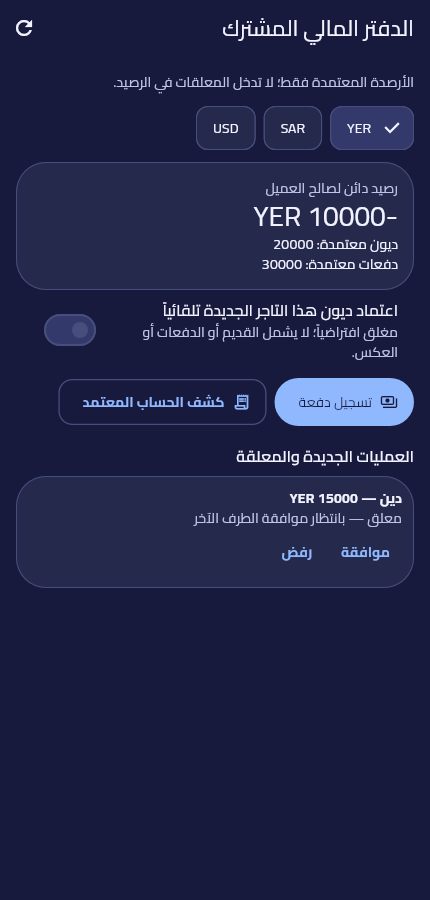 الدفتر المالي المشترك
الأرصدة المعتمدة فقط؛ لا تدخل المعلقات في الرصيد.
YER
SAR
USD
رصيد دائن لصالح العميل
-10000 YER
ديون معتمدة: 20000
دفعات معتمدة: 30000
اعتماد ديون هذا التاجر الجديدة تلقائياً
مغلق افتراضياً؛ لا يشمل القديم أو الدفعات أو
العكس.
تسجيل دفعة
كشف الحساب المعتمد
العمليات الجديدة والمعلقة
دين — 15000 YER
معلق — بانتظار موافقة الطرف الآخر
موافقة
رفض